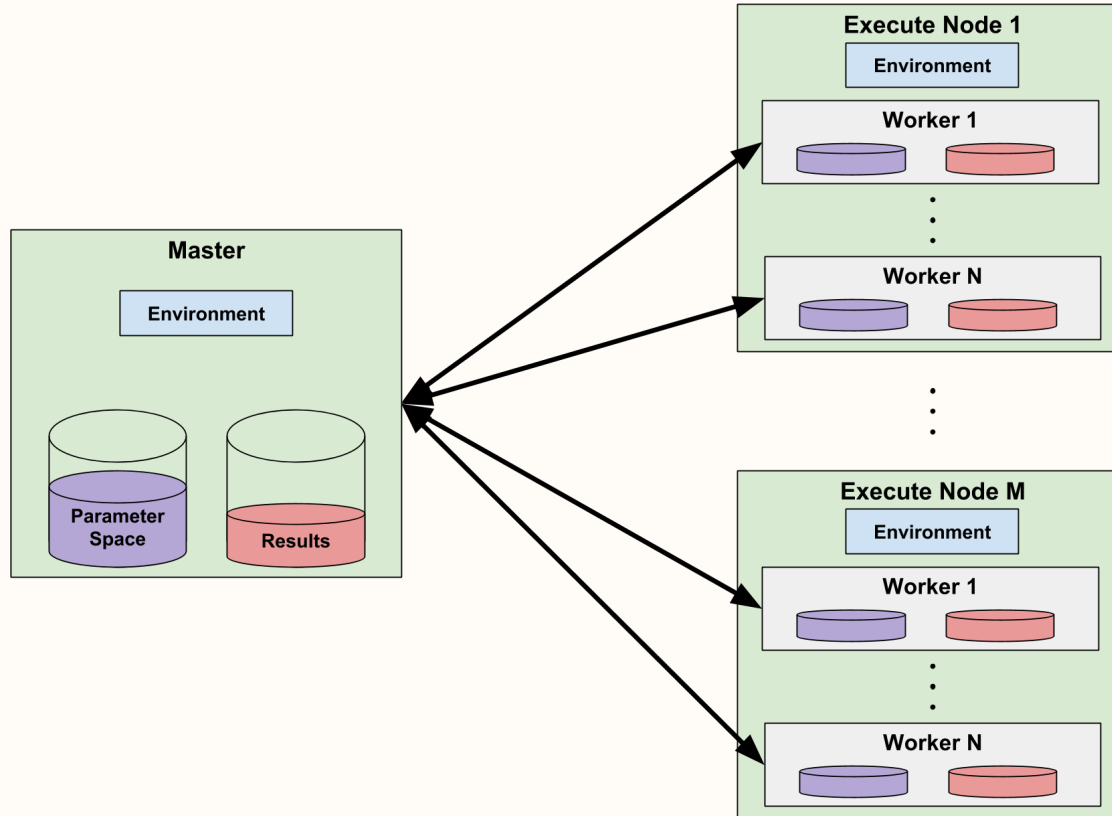 Master
Environment
Parameter
Space
Results
Execute Node 1
Environment
Worker 1
Worker N
Execute Node M
Environment
Worker 1
Worker N